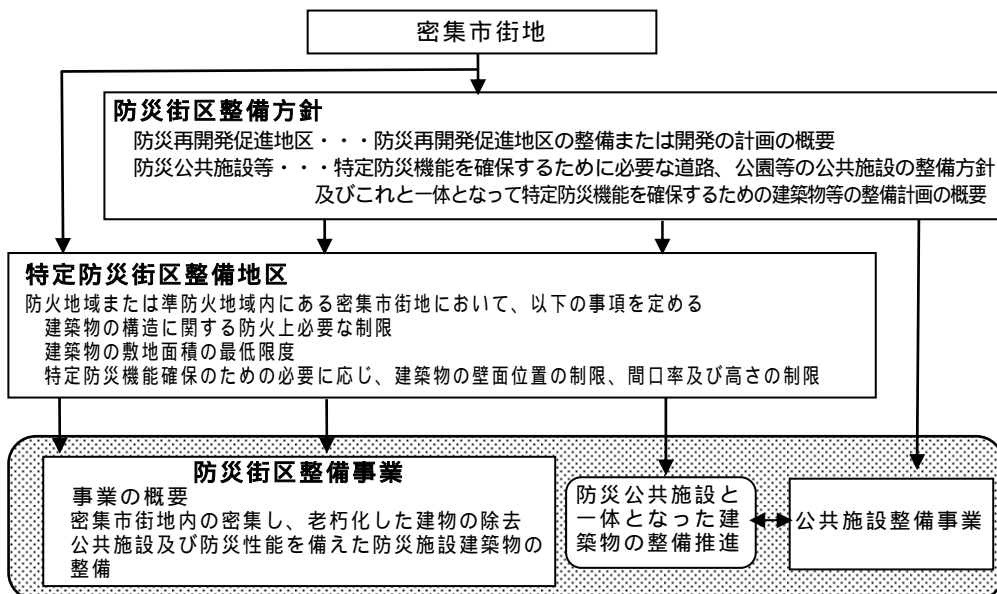 密集市街地
防災街区整備方針
防災再開発促進地区・・・防災再開発促進地区の整備または開発の計画の概要
防災公共施設等・・・特定防災機能を確保するために必要な道路、公園等の公共施設の整備方針
及びこれと一体となって特定防災機能を確保するための建築物等の整備計画の概要
特定防災街区整備地区
防火地域または準防火地域内にある密集市街地において、以下の事項を定める
建築物の構造に関する防火上必要な制限
建築物の敷地面積の最低限度
特定防災機能確保のための必要に応じ、建築物の壁面位置の制限、間口率及び高さの制限
防災街区整備事業
事業の概要
密集市街地内の密集し、老朽化した建物の除去
公共施設及び防災性能を備えた防災施設建築物の
整備
防災公共施設と
一体となった建
築物の整備推進
公共施設整備事業